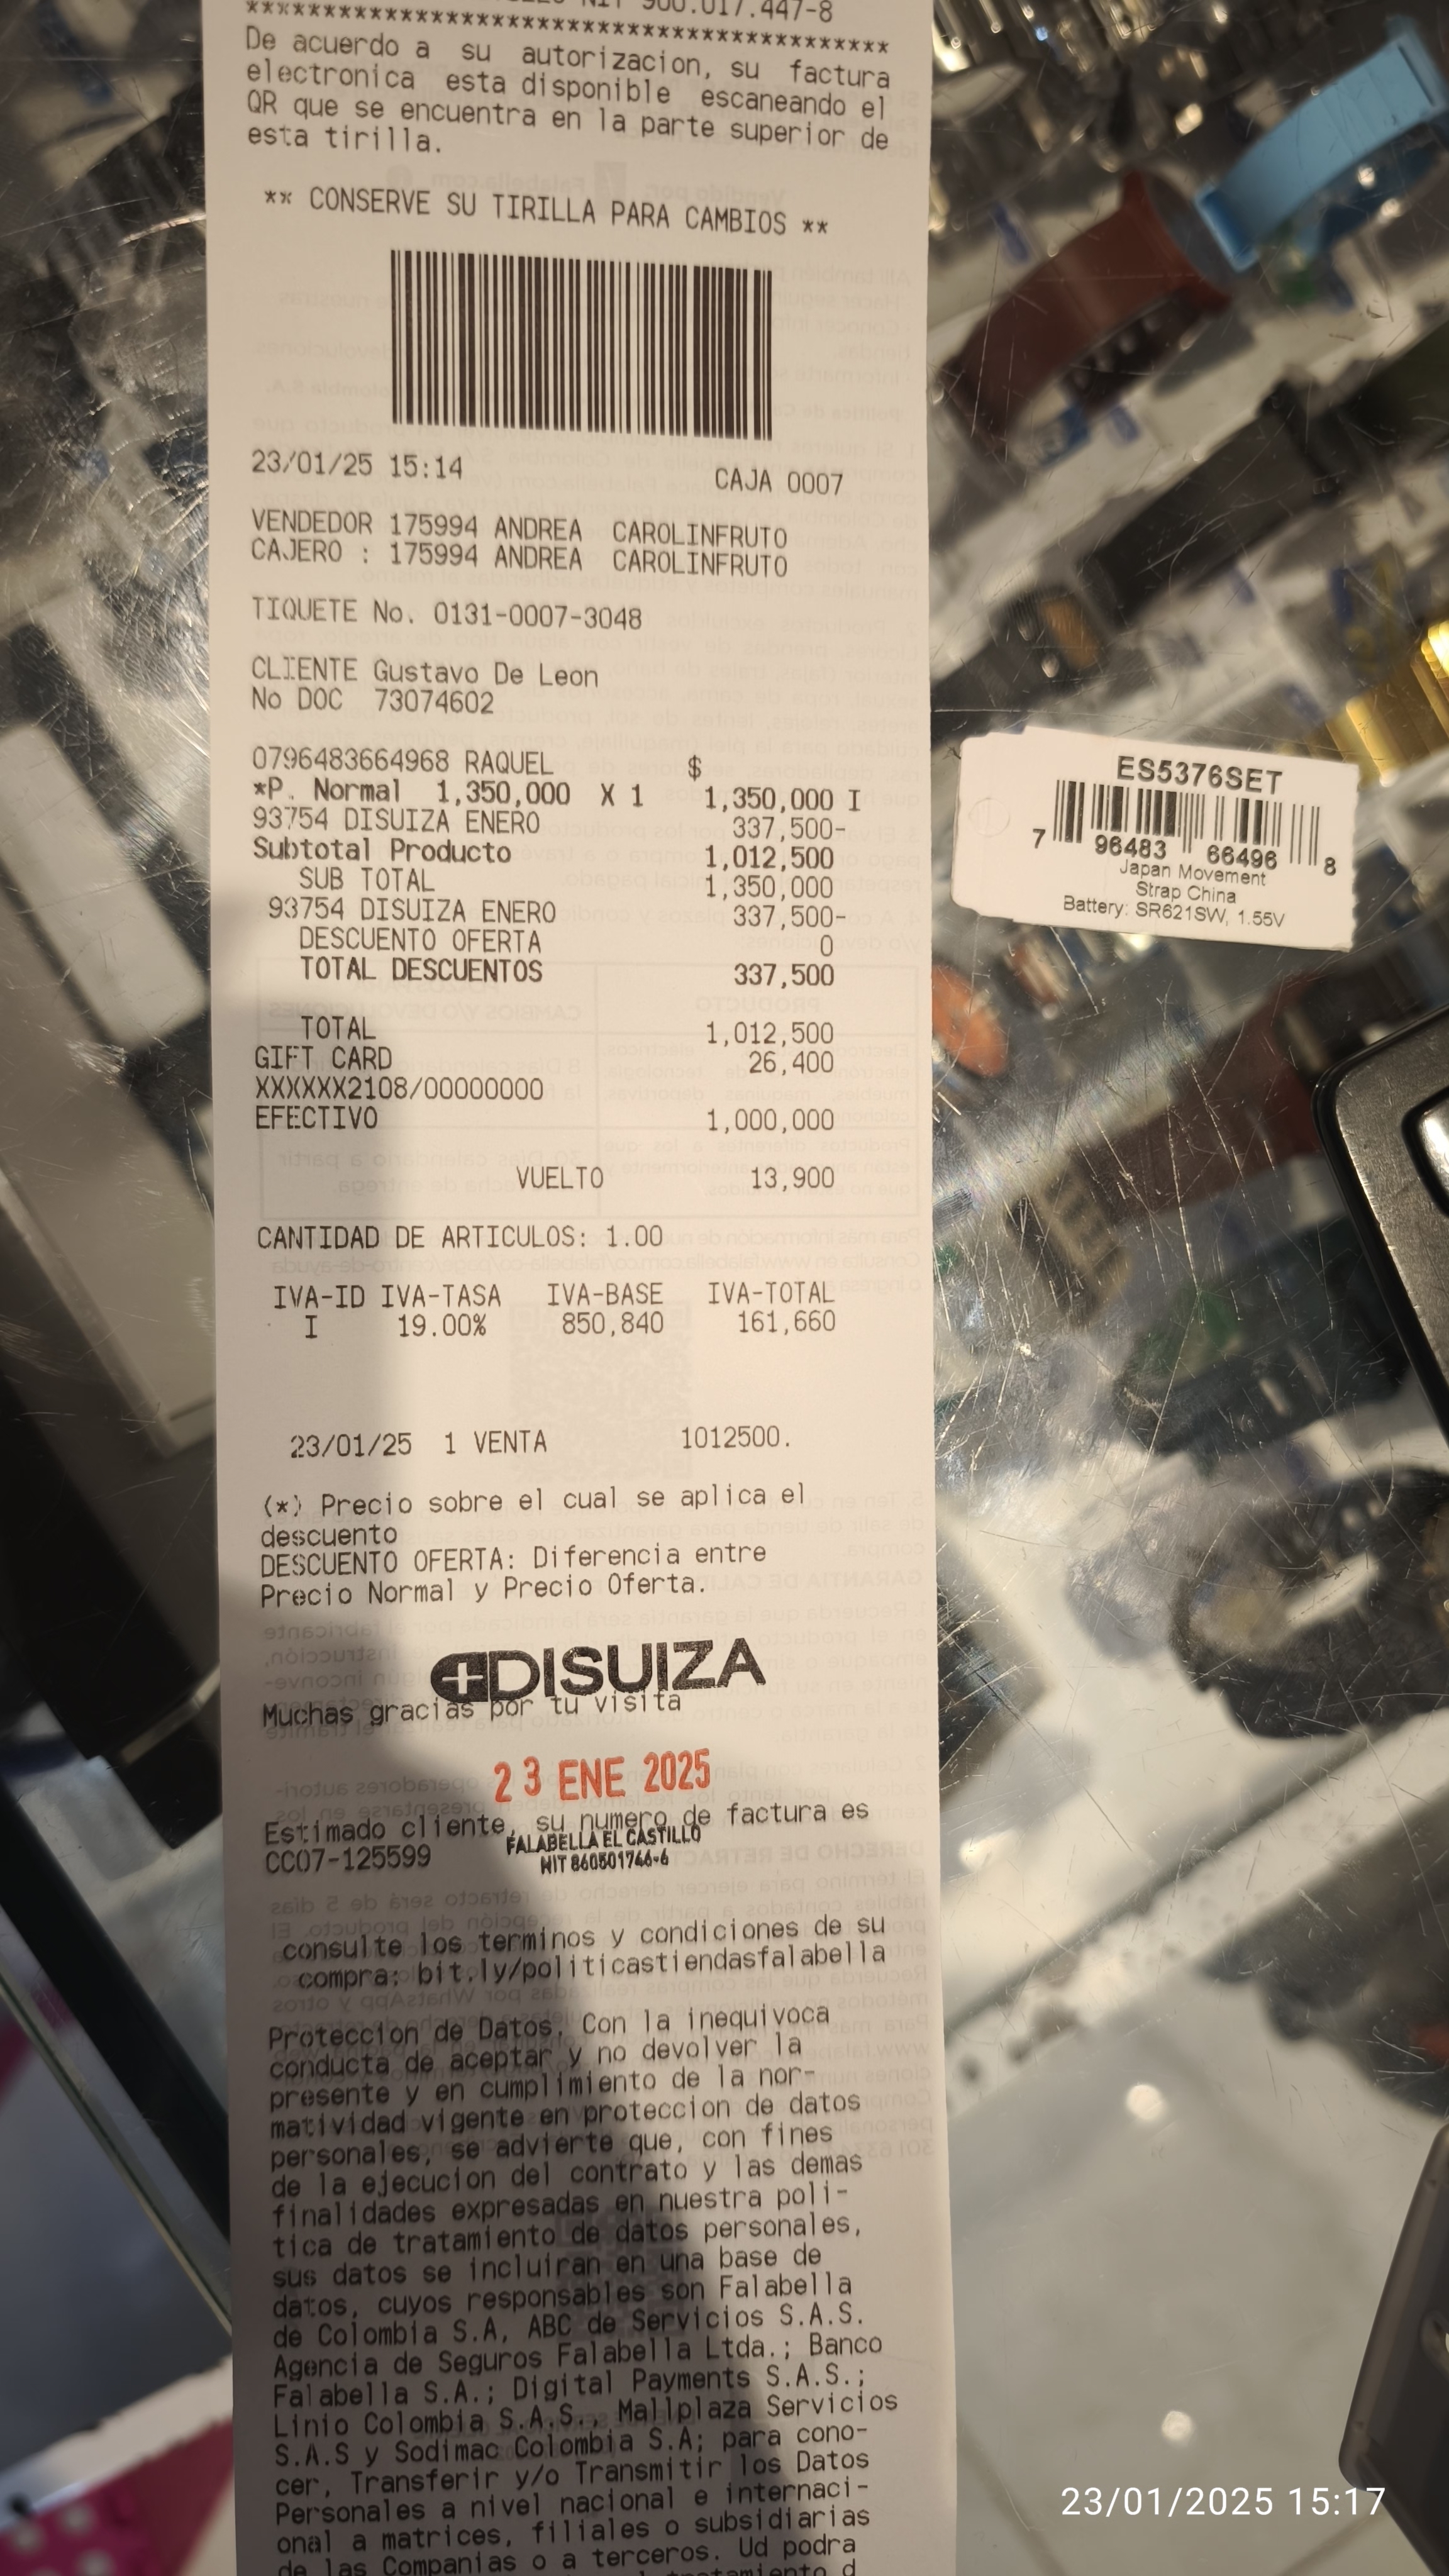 NIT 900.017.447-8
******************************************
De acuerdo a su autorizacion, su factura
electronica esta disponible escaneando el
QR que se encuentra en la parte superior de
esta tirilla.
** CONSERVE SU TIRILLA PARA CAMBIOS **
23/01/25 15:14 CAJA 0007
VENDEDOR 175994 ANDREA CAROLINFRUTO
CAJERO : 175994 ANDREA CAROLINFRUTO
TIQUETE No. 0131-0007-3048
CLIENTE Gustavo De Leon
No DOC 73074602
0796483664968 RAQUEL $
*P. Normal 1,350,000 X 1 1,350,000 I
93754 DISUIZA ENERO 337,500-
Subtotal Producto 1,012,500
SUB TOTAL 1,350,000
93754 DISUIZA ENERO 337,500-
DESCUENTO OFERTA 0
TOTAL DESCUENTOS 337,500
TOTAL 1,012,500
GIFT CARD 26,400
XXXXXX2108/00000000
EFECTIVO 1,000,000
VUELTO 13,900
CANTIDAD DE ARTICULOS: 1.00
IVA-ID IVA-TASA IVA-BASE IVA-TOTAL
I 19.00% 850,840 161,660
23/01/25 1 VENTA 1012500.
(*) Precio sobre el cual se aplica el
descuento
DESCUENTO OFERTA: Diferencia entre
Precio Normal y Precio Oferta.
DISUIZA
Muchas gracias por tu visita
23 ENE 2025
Estimado cliente, su numero de factura es
FALABELLA EL CASTILLO
CC07-125599
NIT 860501746-6
consulte los terminos y condiciones de su
compra; bit.ly/politicastiendasfalabella
Proteccion de Datos. Con la inequivoca
conducta de aceptar y no devolver la
presente y en cumplimiento de la nor-
matividad vigente en proteccion de datos
personales, se advierte que, con fines
de la ejecucion del contrato y las demas
finalidades expresadas en nuestra poli-
tica de tratamiento de datos personales,
sus datos se incluiran en una base de
datos, cuyos responsables son Falabella
de Colombia S.A, ABC de Servicios S.A.S.
Agencia de Seguros Falabella Ltda.; Banco
Falabella S.A.; Digital Payments S.A.S.;
Linio Colombia S.A.S., Mallplaza Servicios
S.A.S y Sodimac Colombia S.A; para cono-
cer, Transferir y/o Transmitir los Datos
Personales a nivel nacional e internaci-
onal a matrices, filiales o subsidiarias
de las Companias o a terceros. Ud podra
ES5376SET
7 96483 66496 8
Japan Movement
Strap China
Battery: SR621SW, 1.55V
23/01/2025 15:17